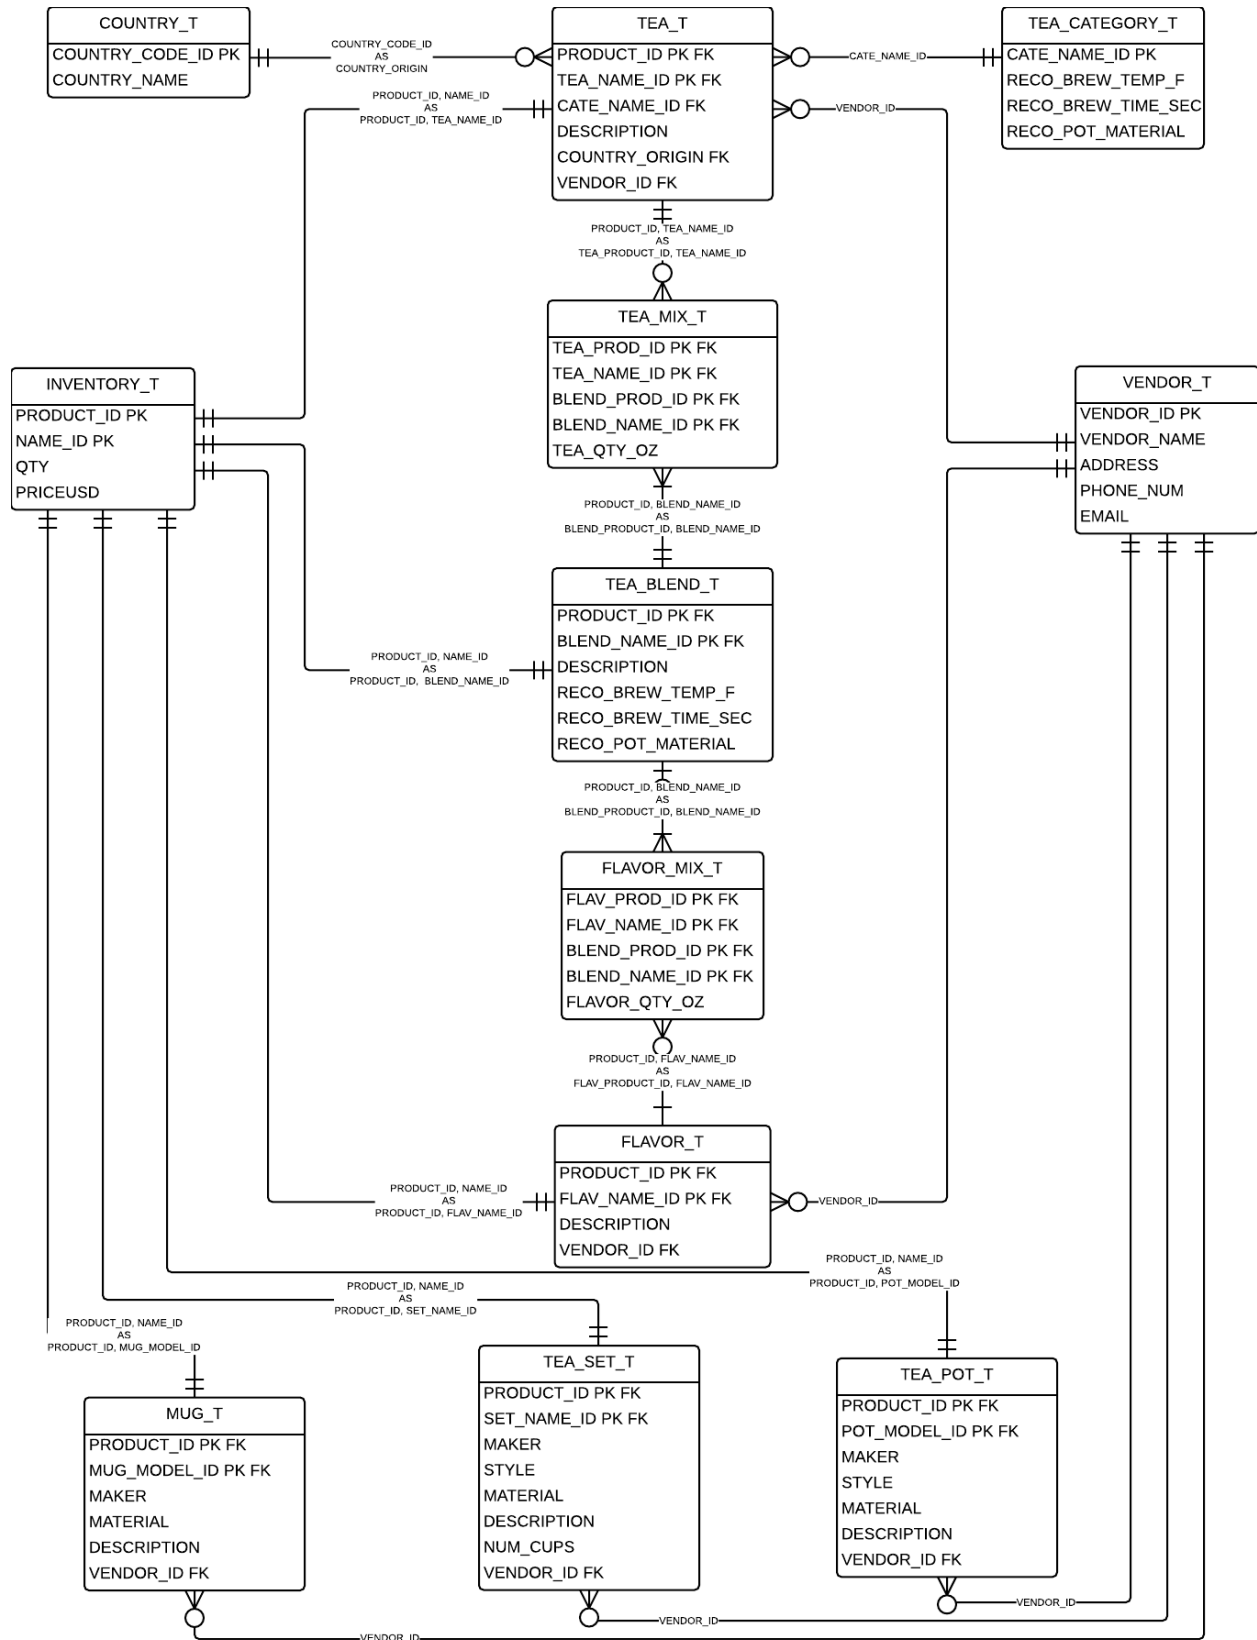 COUNTRY_T
COUNTRY_CODE_ID PK
COUNTRY_NAME
COUNTRY_CODE_ID
AS
COUNTRY_ORIGIN
TEA_T
PRODUCT_ID PK FK
TEA_NAME_ID PK FK
CATE_NAME_ID FK
DESCRIPTION
COUNTRY_ORIGIN FK
VENDOR_ID FK
CATE_NAME_ID
TEA_CATEGORY_T
CATE_NAME_ID PK
RECO_BREW_TEMP_F
RECO_BREW_TIME_SEC
RECO_POT_MATERIAL
PRODUCT_ID, NAME_ID
AS
PRODUCT_ID, TEA_NAME_ID
VENDOR_ID
PRODUCT_ID, TEA_NAME_ID
AS
TEA_PRODUCT_ID, TEA_NAME_ID
TEA_MIX_T
TEA_PROD_ID PK FK
TEA_NAME_ID PK FK
BLEND_PROD_ID PK FK
BLEND_NAME_ID PK FK
TEA_QTY_OZ
INVENTORY_T
PRODUCT_ID PK
NAME_ID PK
QTY
PRICEUSD
VENDOR_T
VENDOR_ID PK
VENDOR_NAME
ADDRESS
PHONE_NUM
EMAIL
PRODUCT_ID, BLEND_NAME_ID
AS
BLEND_PRODUCT_ID, BLEND_NAME_ID
TEA_BLEND_T
PRODUCT_ID PK FK
BLEND_NAME_ID PK FK
DESCRIPTION
RECO_BREW_TEMP_F
RECO_BREW_TIME_SEC
RECO_POT_MATERIAL
PRODUCT_ID, NAME_ID
AS
PRODUCT_ID, BLEND_NAME_ID
PRODUCT_ID, BLEND_NAME_ID
AS
BLEND_PRODUCT_ID, BLEND_NAME_ID
FLAVOR_MIX_T
FLAV_PROD_ID PK FK
FLAV_NAME_ID PK FK
BLEND_PROD_ID PK FK
BLEND_NAME_ID PK FK
FLAVOR_QTY_OZ
PRODUCT_ID, FLAV_NAME_ID
AS
FLAV_PRODUCT_ID, FLAV_NAME_ID
FLAVOR_T
PRODUCT_ID PK FK
FLAV_NAME_ID PK FK
DESCRIPTION
VENDOR_ID FK
PRODUCT_ID, NAME_ID
AS
PRODUCT_ID, FLAV_NAME_ID
VENDOR_ID
PRODUCT_ID, NAME_ID
AS
PRODUCT_ID, POT_MODEL_ID
PRODUCT_ID, NAME_ID
AS
PRODUCT_ID, SET_NAME_ID
PRODUCT_ID, NAME_ID
AS
PRODUCT_ID, MUG_MODEL_ID
MUG_T
PRODUCT_ID PK FK
MUG_MODEL_ID PK FK
MAKER
MATERIAL
DESCRIPTION
VENDOR_ID FK
TEA_SET_T
PRODUCT_ID PK FK
SET_NAME_ID PK FK
MAKER
STYLE
MATERIAL
DESCRIPTION
NUM_CUPS
VENDOR_ID FK
TEA_POT_T
PRODUCT_ID PK FK
POT_MODEL_ID PK FK
MAKER
STYLE
MATERIAL
DESCRIPTION
VENDOR_ID FK
VENDOR_ID
VENDOR_ID
VENDOR_ID